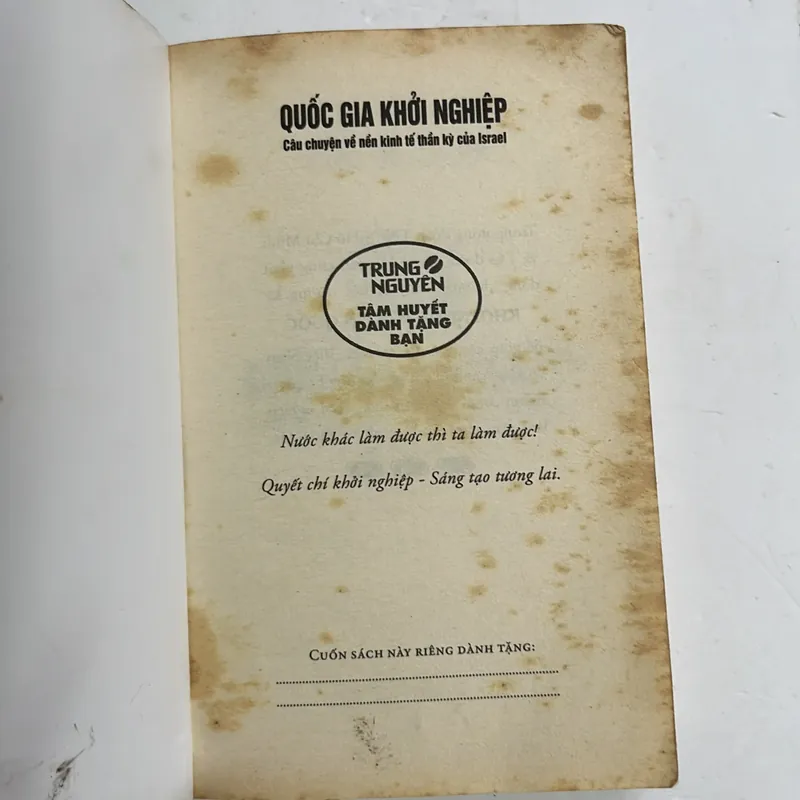 QUỐC GIA KHỞI NGHIỆP
Câu chuyện về nền kinh tế thần kỳ của Israel
TRUNG
NGUYÊN
TÂM HUYẾT
DÀNH TẶNG
BẠN
Nước khác làm được thì ta làm được!
Quyết chí khởi nghiệp - Sáng tạo tương lai.
CUỐN SÁCH NÀY RIÊNG DÀNH TẶNG: